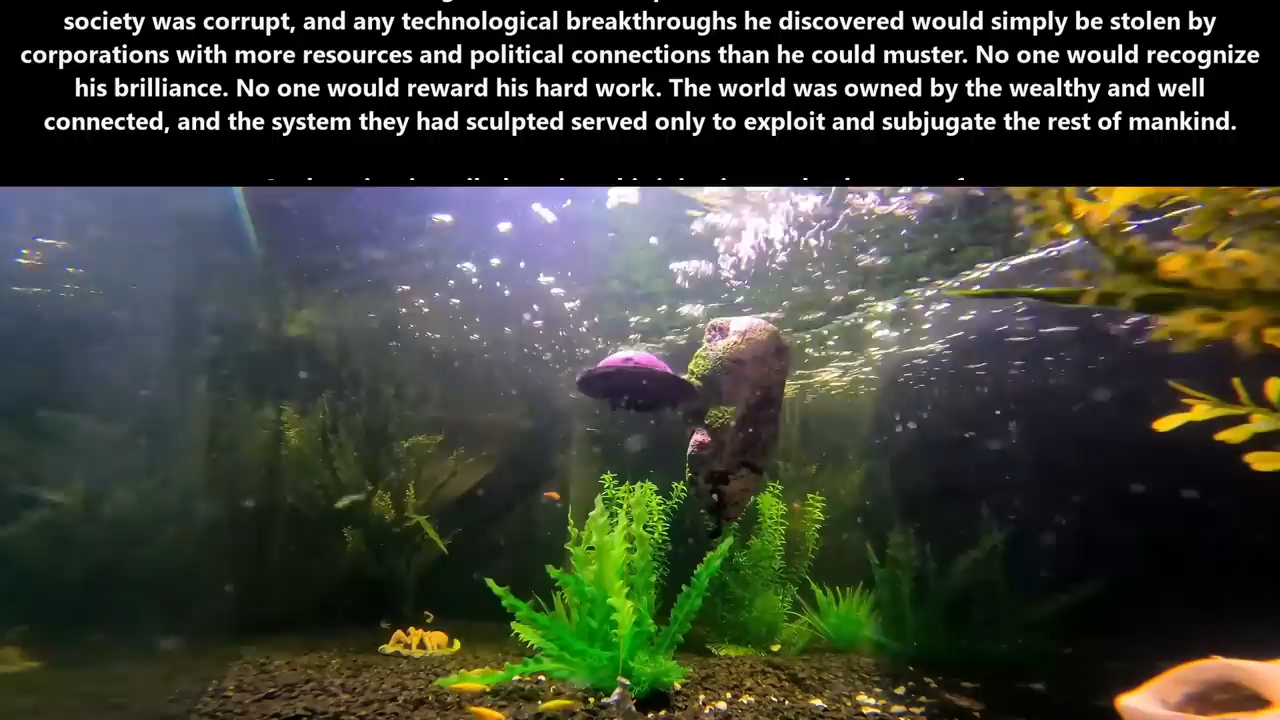 society was corrupt, and any technological breakthroughs he discovered would simply be stolen by
corporations with more resources and political connections than he could muster. No one would recognize
his brilliance. No one would reward his hard work. The world was owned by the wealthy and well
connected, and the system they had sculpted served only to exploit and subjugate the rest of mankind.